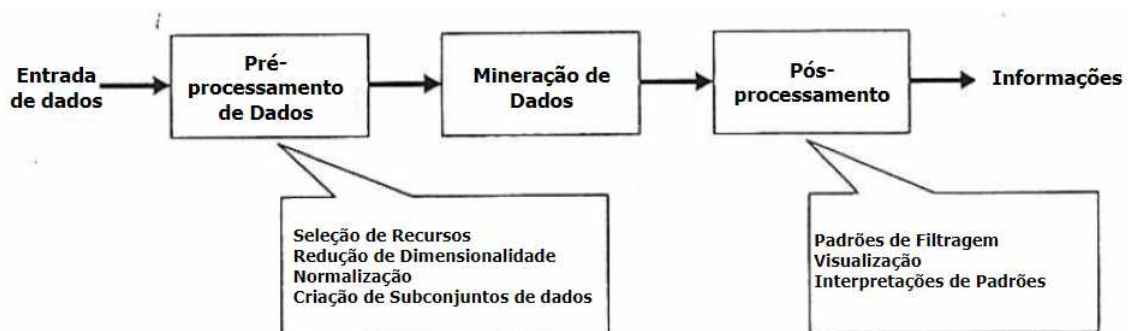 Entrada
de dados
Pré-
processamento
de Dados
Mineração de
Dados
Pós-
processamento
Informações
Seleção de Recursos
Redução de Dimensionalidade
Normalização
Criação de Subconjuntos de dados
Padrões de Filtragem
Visualização
Interpretações de Padrões